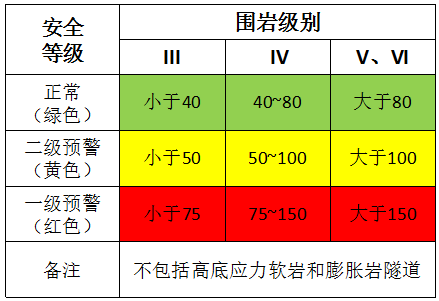 安全
等级
围岩级别
III IV V、VI
正常
（绿色）
小于40 40~80 大于80
二级预警
（黄色）
小于50 50~100 大于100
一级预警
（红色）
小于75 75~150 大于150
备注 不包括高底应力软岩和膨胀岩隧道